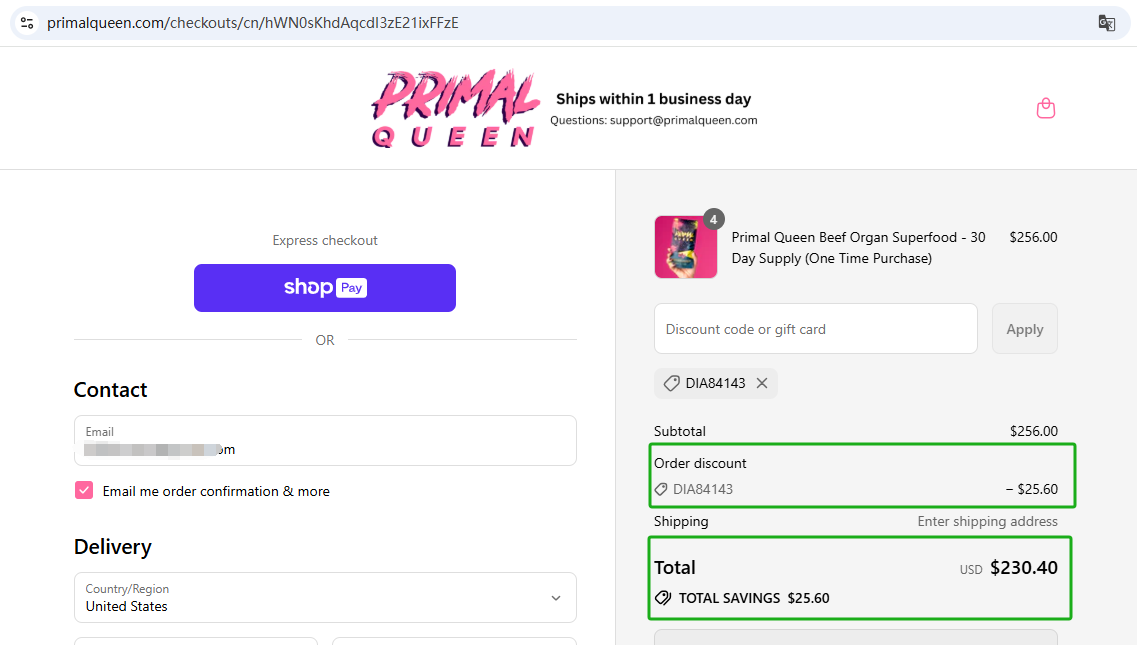 primalqueen.com/checkouts/cn/hWN0sKhdAqcdI3zE21ixFFzE
PRIMAL
QUEEN
Ships within 1 business day
Questions: support@primalqueen.com
Express checkout
shop Pay
OR
Contact
Email
om
Email me order confirmation & more
Delivery
Country/Region
United States
4
Primal Queen Beef Organ Superfood - 30
Day Supply (One Time Purchase)
$256.00
Discount code or gift card
Apply
DIA84143
Subtotal $256.00
Order discount
DIA84143 − $25.60
Shipping Enter shipping address
Total USD $230.40
TOTAL SAVINGS $25.60